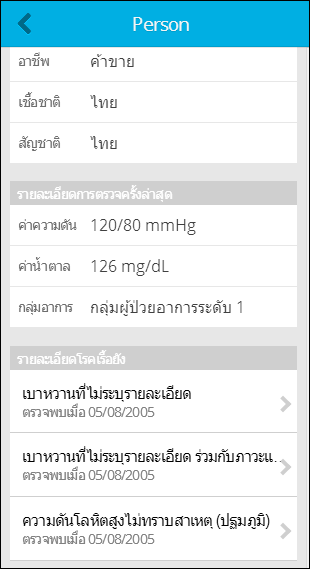 Person
อาชีพ ค้าขาย
เชื้อชาติ ไทย
สัญชาติ ไทย
รายละเอียดการตรวจครั้งล่าสุด
ค่าความดัน 120/80 mmHg
ค่าน้ำตาล 126 mg/dL
กลุ่มอาการ กลุ่มผู้ป่วยอาการระดับ 1
รายละเอียดโรคเรื้อยัง
เบาหวานที่ไม่ระบุรายละเอียด
ตรวจพบเมื่อ 05/08/2005
เบาหวานที่ไม่ระบุรายละเอียด ร่วมกับภาวะแ...
ตรวจพบเมื่อ 05/08/2005
ความดันโลหิตสูงไม่ทราบสาเหตุ (ปฐมภูมิ)
ตรวจพบเมื่อ 05/08/2005